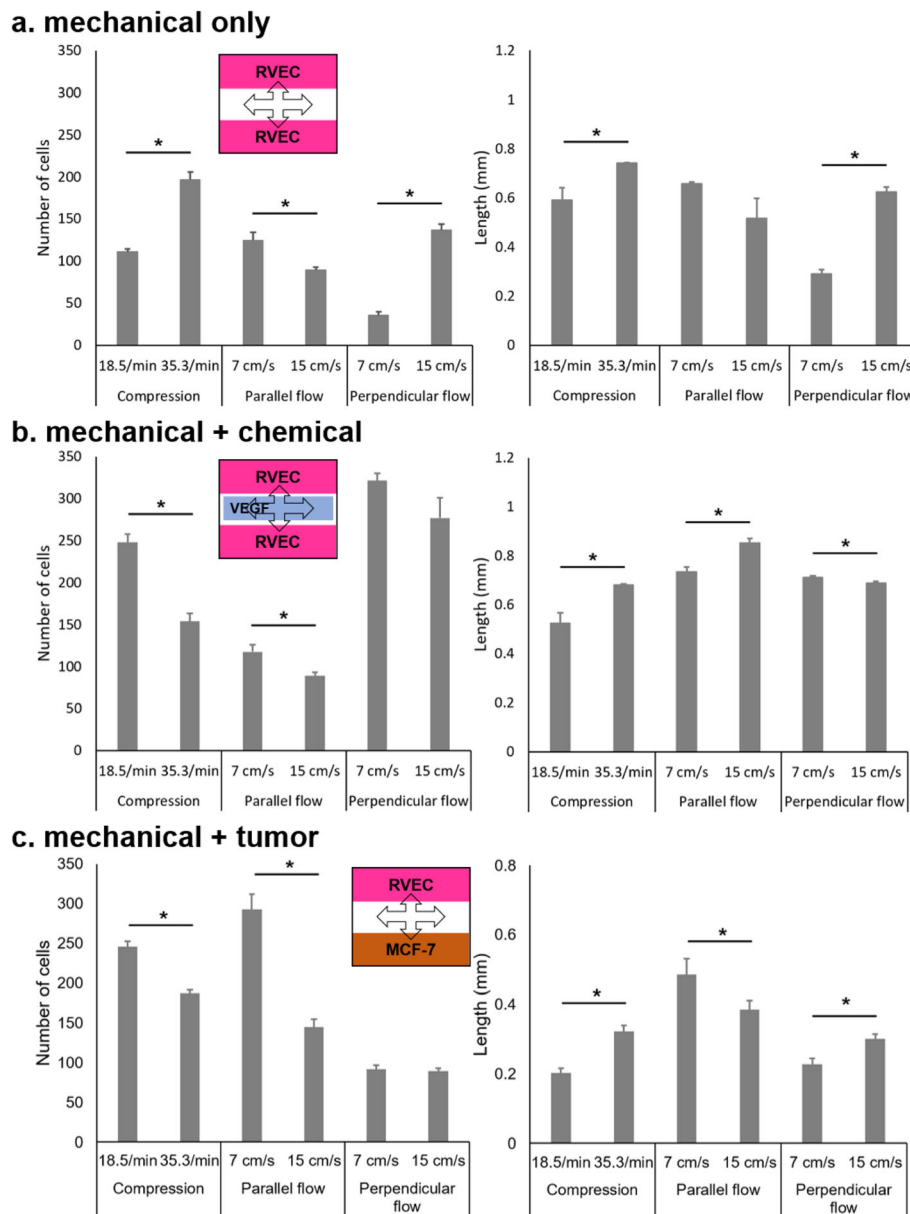 a. mechanical only
350
300
250
200
150
100
50
0
Number of cells
RVEC
RVEC
*
*
*
18.5/min 35.3/min 7 cm/s 15 cm/s 7 cm/s 15 cm/s
Compression Parallel flow Perpendicular flow
1.2
1
0.8
0.6
0.4
0.2
0
Length (mm)
*
*
18.5/min 35.3/min 7 cm/s 15 cm/s 7 cm/s 15 cm/s
Compression Parallel flow Perpendicular flow
b. mechanical + chemical
350
300
250
200
150
100
50
0
Number of cells
RVEC
VEGF
RVEC
*
*
18.5/min 35.3/min 7 cm/s 15 cm/s 7 cm/s 15 cm/s
Compression Parallel flow Perpendicular flow
1.2
1
0.8
0.6
0.4
0.2
0
Length (mm)
*
*
*
18.5/min 35.3/min 7 cm/s 15 cm/s 7 cm/s 15 cm/s
Compression Parallel flow Perpendicular flow
c. mechanical + tumor
350
300
250
200
150
100
50
0
Number of cells
*
*
RVEC
MCF-7
18.5/min 35.3/min 7 cm/s 15 cm/s 7 cm/s 15 cm/s
Compression Parallel flow Perpendicular
flow
0.8
0.6
0.4
0.2
0
Length (mm)
*
*
*
18.5/min 35.3/min 7 cm/s 15 cm/s 7 cm/s 15 cm/s
Compression Parallel flow Perpendicular
flow